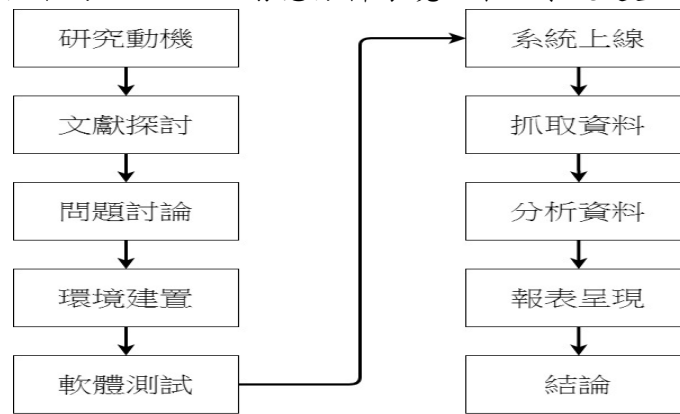 研究動機
文獻探討
問題討論
環境建置
軟體測試
系統上線
抓取資料
分析資料
報表呈現
結論